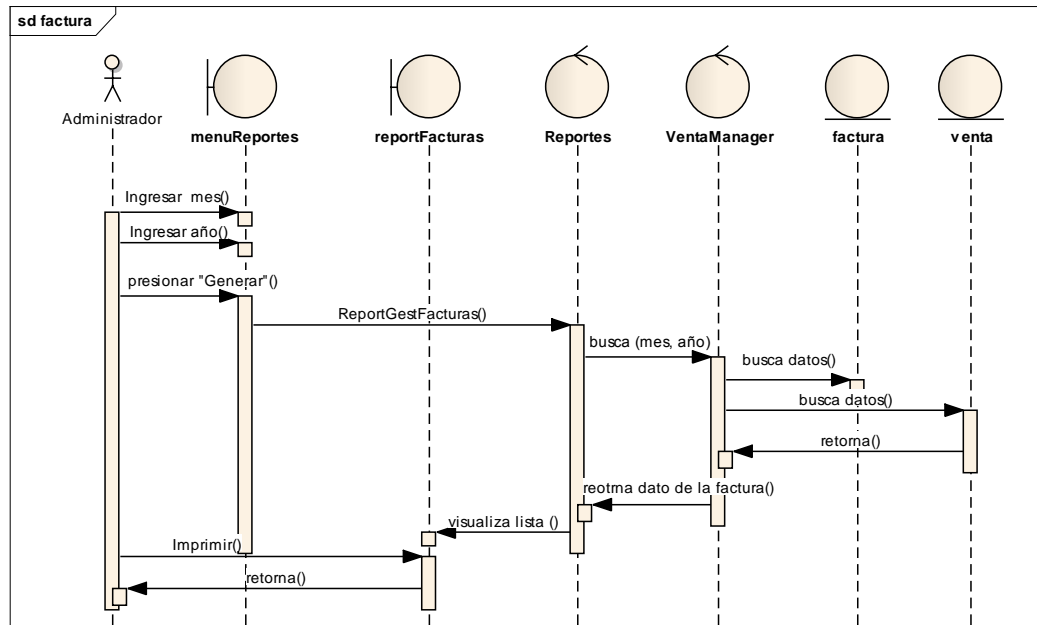 sd factura
Administrador
menuReportes
reportFacturas
Reportes
VentaManager
factura
venta
Ingresar mes()
Ingresar año()
presionar "Generar"()
ReportGestFacturas()
busca (mes, año)
busca datos()
busca datos()
retorna()
reotrna dato de la factura()
visualiza lista ()
Imprimir()
retorna()